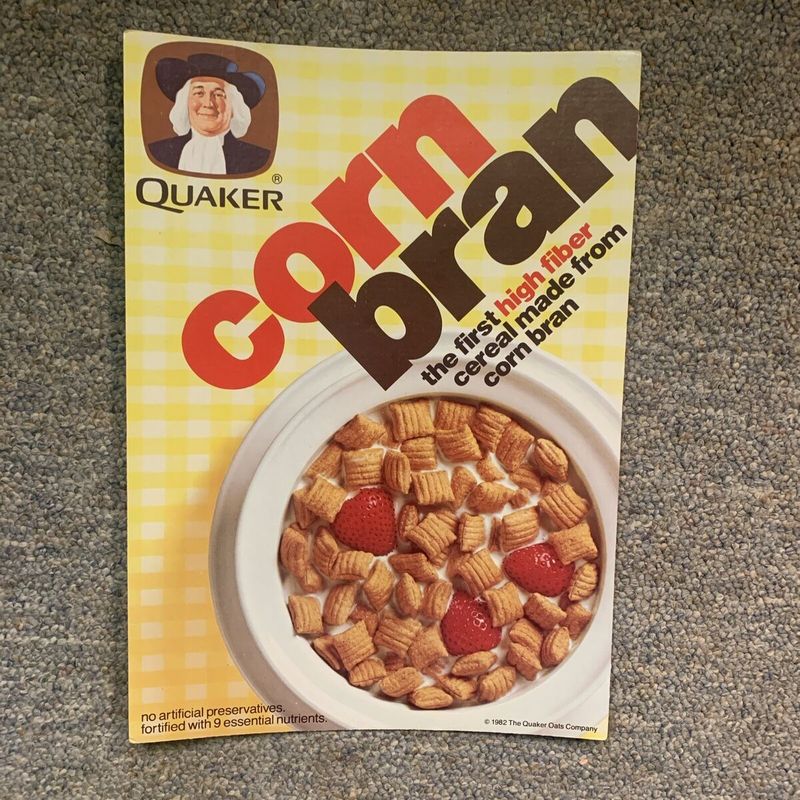 QUAKER®
corn
bran
the first high fiber
cereal made from
corn bran
no artificial preservatives.
fortified with 9 essential nutrients.
© 1982 The Quaker Oats Company